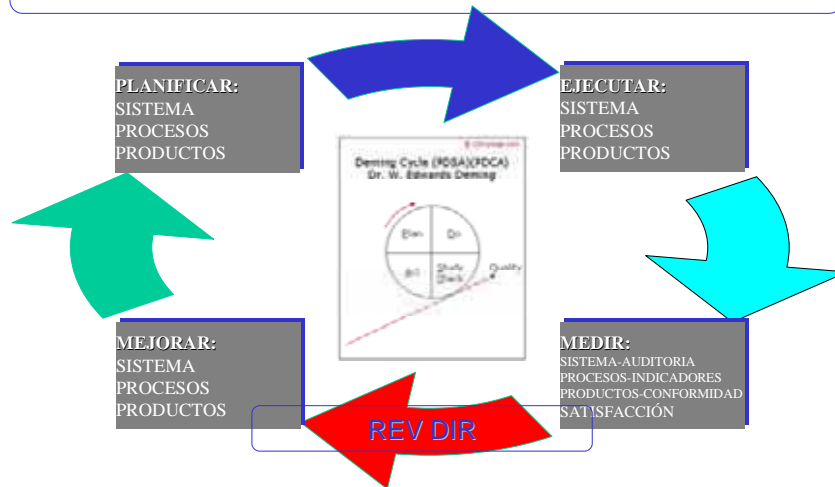 PLANIFICAR:
SISTEMA
PROCESOS
PRODUCTOS
EJECUTAR:
SISTEMA
PROCESOS
PRODUCTOS
Deming Cycle (PDSA)(PDCA)
Dr. W. Edwards Deming
Plan
Do
Act
Study
Check
Quality
MEJORAR:
SISTEMA
PROCESOS
PRODUCTOS
MEDIR:
SISTEMA-AUDITORIA
PROCESOS-INDICADORES
PRODUCTOS-CONFORMIDAD
SATISFACCIÓN
REV DIR